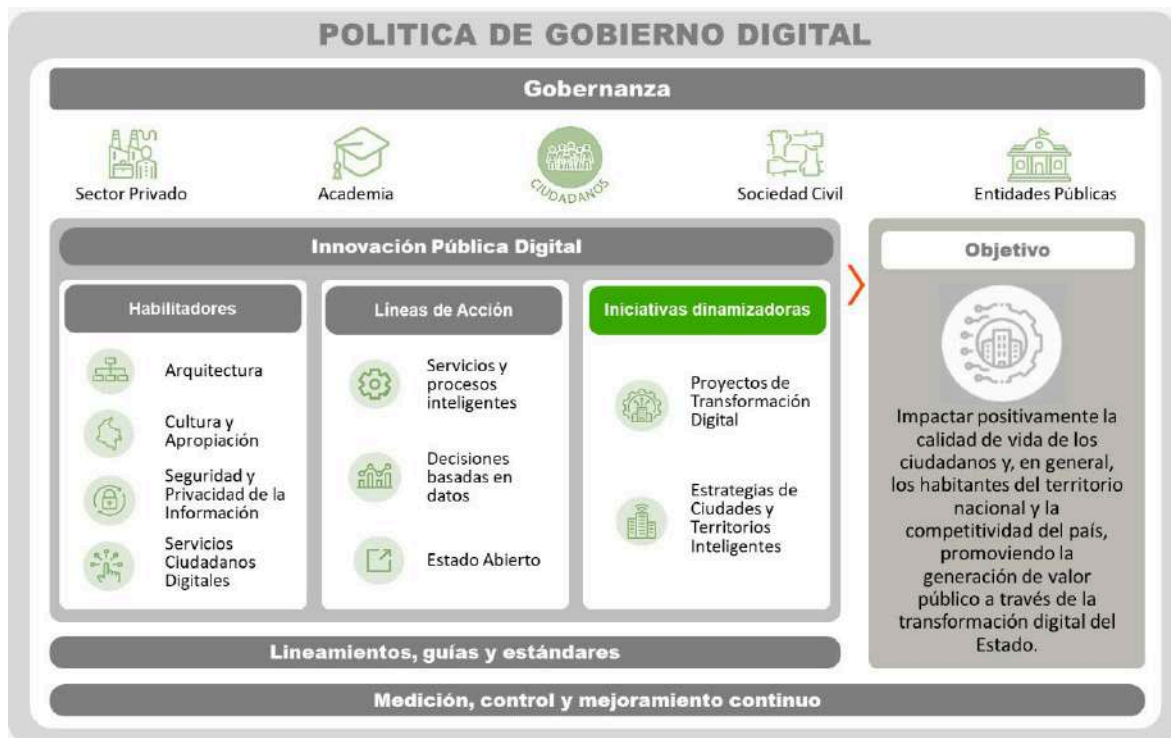 POLITICA DE GOBIERNO DIGITAL
Gobernanza
Sector Privado
Academia
CIUDADANOS
Sociedad Civil
Entidades Públicas
Innovación Pública Digital
Habilitadores
Arquitectura
Cultura y
Apropiación
Seguridad y
Privacidad de la
Información
Servicios
Ciudadanos
Digitales
Líneas de Acción
Servicios y
procesos
inteligentes
Decisiones
basadas en
datos
Estado Abierto
Iniciativas dinamizadoras
Proyectos de
Transformación
Digital
Estrategias de
Ciudades y
Territorios
Inteligentes
Objetivo
Impactar positivamente la
calidad de vida de los
ciudadanos y, en general,
los habitantes del territorio
nacional y la
competitividad del país,
promoviendo la
generación de valor
público a través de la
transformación digital del
Estado.
Lineamientos, guías y estándares
Medición, control y mejoramiento continuo